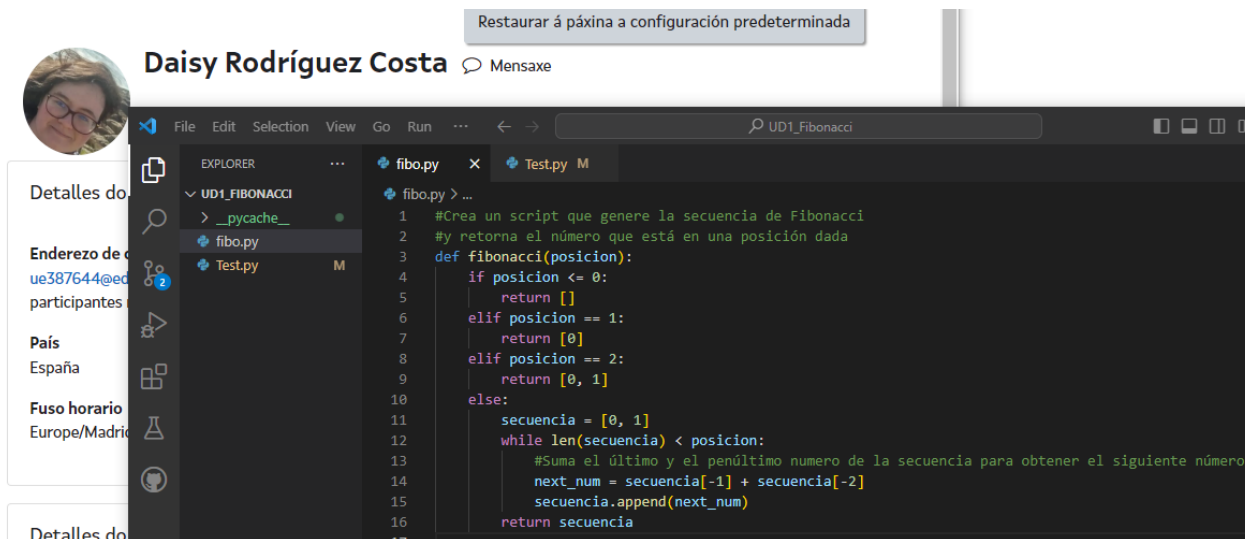 Restaurar á páxina a configuración predeterminada
Daisy Rodríguez Costa Mensaxe
File Edit Selection View Go Run ··· UD1_Fibonacci
EXPLORER ··· fibo.py X Test.py M
Detalles do
UD1_FIBONACCI
fibo.py > ...
__pycache__
fibo.py
Test.py M
Enderezo de
ue387644@ed
participantes
País
España
Fuso horario
Europe/Madrid
2
1 #Crea un script que genere la secuencia de Fibonacci
2 #y retorna el número que está en una posición dada
3 def fibonacci(posicion):
4 if posicion <= 0:
5 return []
6 elif posicion == 1:
7 return [0]
8 elif posicion == 2:
9 return [0, 1]
10 else:
11 secuencia = [0, 1]
12 while len(secuencia) < posicion:
13 #Suma el último y el penúltimo numero de la secuencia para obtener el siguiente número
14 next_num = secuencia[-1] + secuencia[-2]
15 secuencia.append(next_num)
16 return secuencia
Detalles do